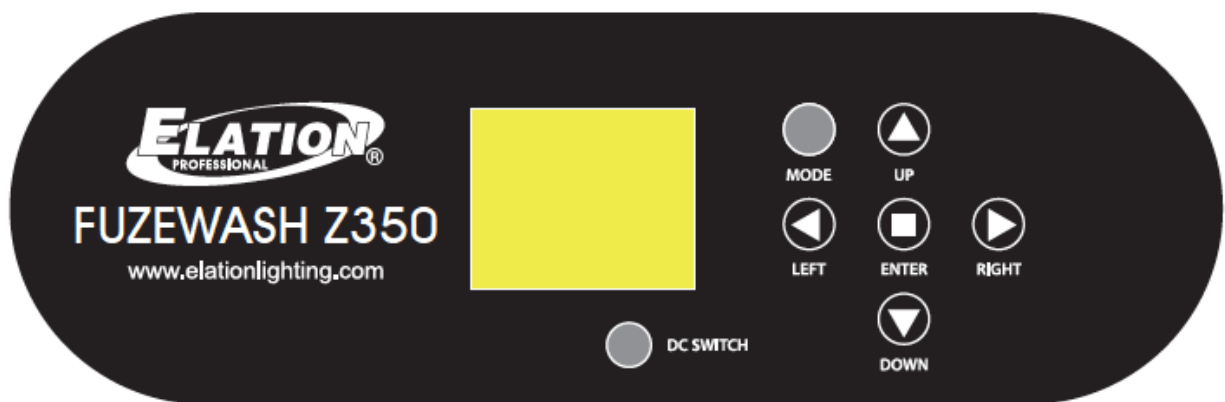 ELATION
PROFESSIONAL
®
FUZEWASH Z350
www.elationlighting.com
MODE
UP
LEFT
ENTER
RIGHT
DC SWITCH
DOWN